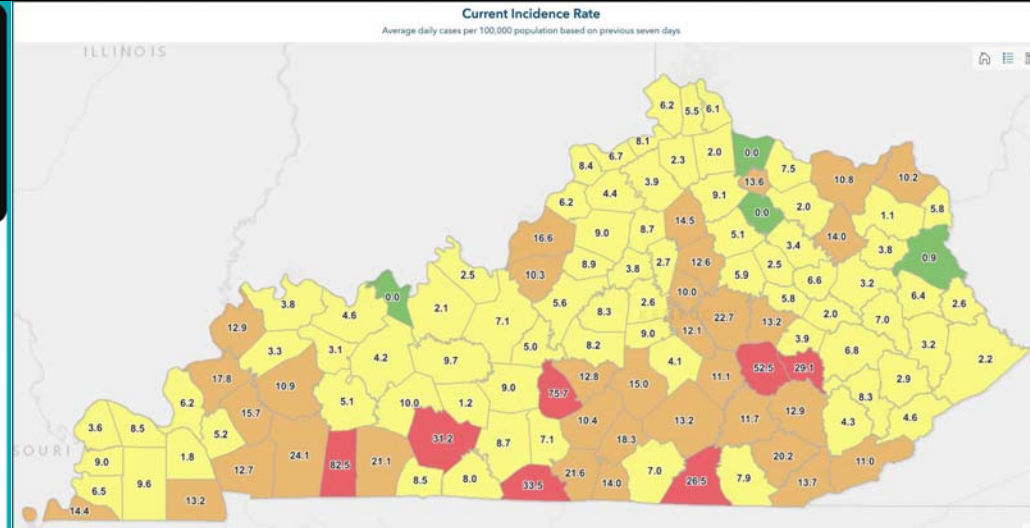 Current Incidence Rate
Average daily cases per 100,000 population based on previous seven days
ILLINOIS
6.2 5.5 6.1
8.1
6.7 2.3 2.0 0.0
8.4 7.5
3.9 13.6 10.8 10.2
4.4 9.1
6.2 0.0 2.0 1.1 5.8
14.5
16.6 9.0 8.7 5.1 14.0
3.4 3.8 0.9
2.5 8.9 3.8 2.7 12.6 2.5
10.3 5.9 6.6 3.2
3.8 0.0 2.1 5.6 2.6 10.0 5.8 6.4 2.6
4.6 7.1 8.3 22.7 13.2 2.0 7.0
12.9 9.0 12.1
3.3 3.1 5.0 8.2 3.9 6.8 3.2
4.2 9.7 4.1 52.5 29.1 2.2
17.8 10.9 9.0 75.7 12.8 15.0 11.1 2.9
6.2 5.1 10.0 1.2 12.9 8.3
15.7 10.4 13.2 11.7 4.3 4.6
3.6 8.5 5.2 31.2 8.7 7.1 18.3
SOURI 1.8 24.1 21.1 20.2 11.0
9.0 12.7 82.5 8.5 8.0 21.6 7.0 7.9
6.5 9.6 33.5 14.0 26.5 13.7
14.4 13.2